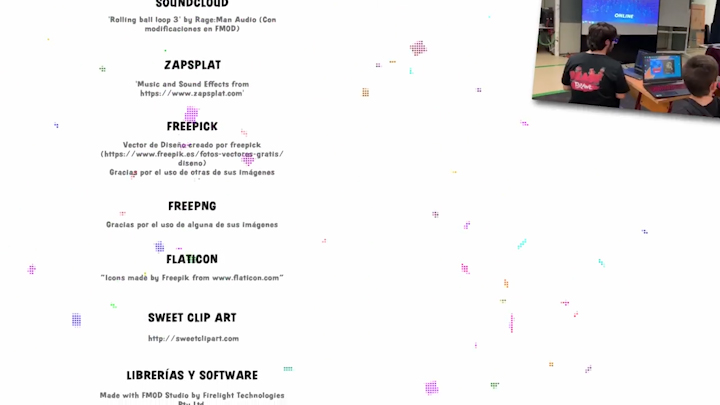 SOUNDCLOUD
'Rolling ball loop 3' by Rage:Man Audio (Con
modificaciones en FMOD)
ZAPSPLAT
'Music and Sound Effects from
https://www.zapsplat.com'
FREEPICK
Vector de Diseño creado por freepick
(https://www.freepik.es/fotos-vectores-gratis/
diseno)
Gracias por el uso de otras de sus imágenes
FREEPNG
Gracias por el uso de alguna de sus imágenes
FLATICON
"Icons made by Freepik from www.flaticon.com"
SWEET CLIP ART
http://sweetclipart.com
LIBRERÍAS Y SOFTWARE
Made with FMOD Studio by Firelight Technologies
Pty Ltd
ONLINE